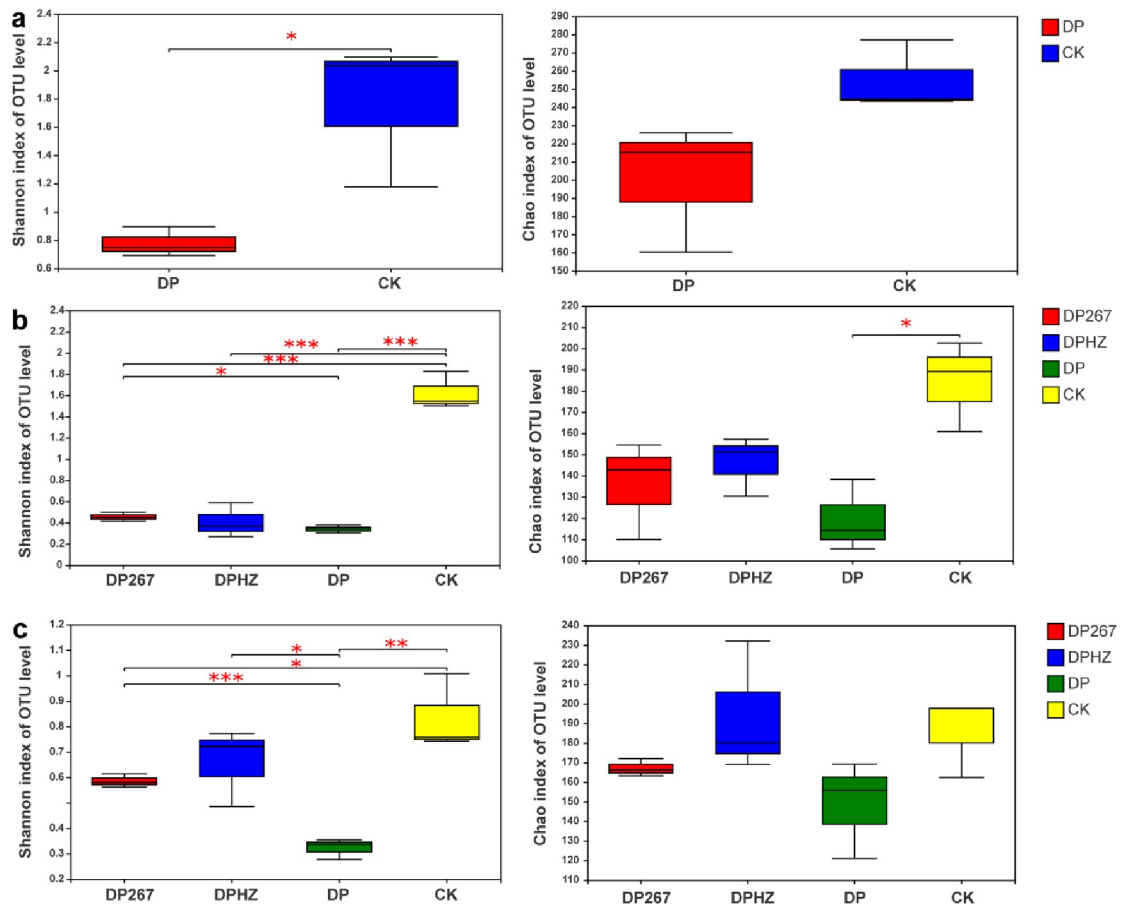 a
Shannon index of OTU level
2.4
2.2
2
1.8
1.6
1.4
1.2
1
0.8
0.6
*
DP
CK
Chao index of OTU level
290
280
270
260
250
240
230
220
210
200
190
180
170
160
150
DP
CK
DP
CK
b
Shannon index of OTU level
2.4
2.2
2
1.8
1.6
1.4
1.2
1
0.8
0.6
0.4
0.2
0
***
***
***
*
DP267
DPHZ
DP
CK
Chao index of OTU level
220
210
200
190
180
170
160
150
140
130
120
110
100
*
DP267
DPHZ
DP
CK
DP267
DPHZ
DP
CK
c
Shannon index of OTU level
1.2
1.1
1
0.9
0.7
0.6
0.4
0.3
0.2
*
**
*
***
DP267
DPHZ
DP
CK
Chao index of OTU level
240
230
220
210
200
190
180
170
160
150
140
130
120
110
DP267
DPHZ
DP
CK
DP267
DPHZ
DP
CK